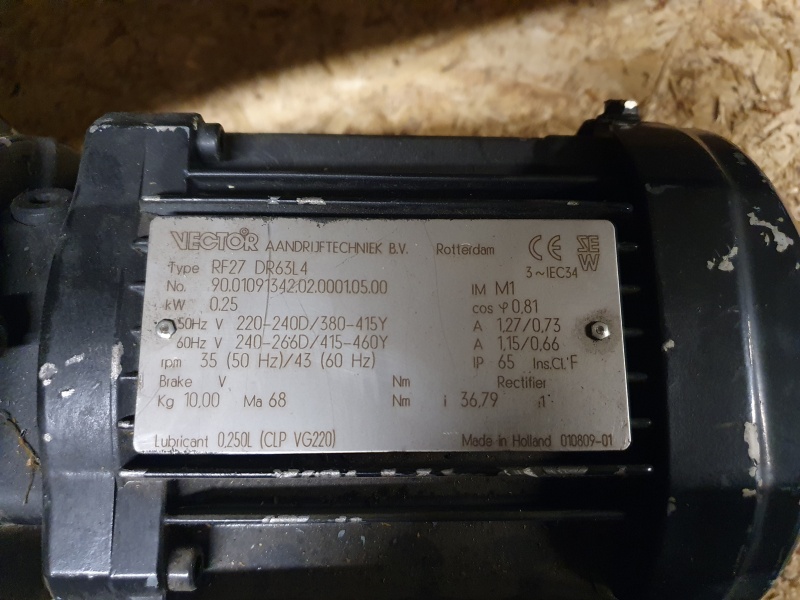 VECTOR AANDRIJFTECHNIEK B.V. Rotterdam CE SEW
3~IEC34
Type RF27 DR63L4
No. 90.01091342.02.0001.05.00 IM M1
kW 0.25 cos φ 0,81
50Hz V 220-240D/380-415Y A 1,27/0,73
60Hz V 240-266D/415-460Y A 1,15/0,66
rpm 35 (50 Hz)/43 (60 Hz) IP 65 Ins.Cl.F
Brake V Nm Rectifier
Kg 10,00 Ma 68 Nm i 36,79 :1
Lubricant 0,250L (CLP VG220) Made in Holland 010809-01